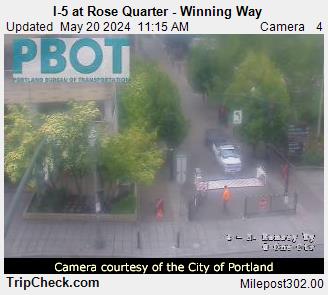 I-5 at Rose Quarter - Winning Way
Updated May 20 2024 11:15 AM Camera 4
PBOT
PORTLAND BUREAU OF TRANSPORTATION
Camera courtesy of the City of Portland
TripCheck.com Milepost302.00